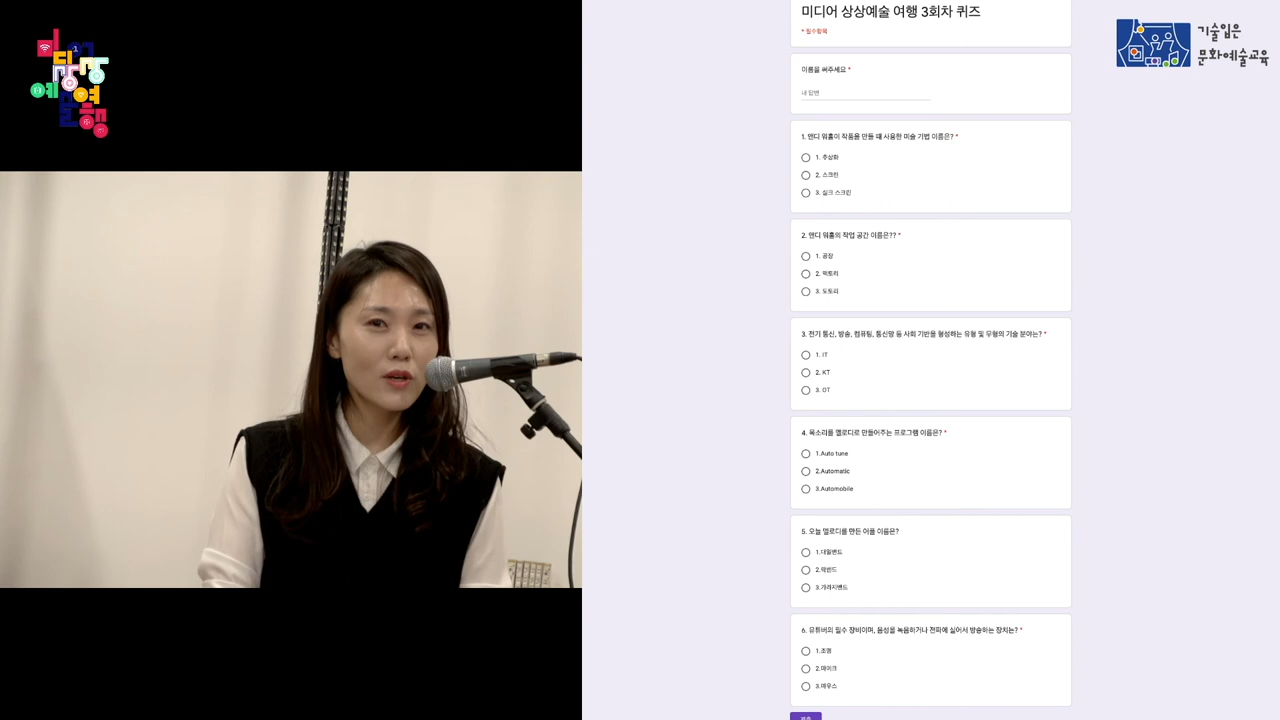 미디어 상상예술 여행
미디어 상상예술 여행 3회차 퀴즈
* 필수항목
기술입은
문화예술교육
이름을 써주세요 *
내 답변
1. 앤디 워홀이 작품을 만들 때 사용한 미술 기법 이름은? *
1. 추상화
2. 스크린
3. 실크 스크린
2. 앤디 워홀의 작업 공간 이름은?? *
1. 공장
2. 팩토리
3. 도토리
3. 전기 통신, 방송, 컴퓨팅, 통신망 등 사회 기반을 형성하는 유형 및 무형의 기술 분야는? *
1. IT
2. KT
3. OT
4. 목소리를 멜로디로 만들어주는 프로그램 이름은? *
1.Auto tune
2.Automatic
3.Automobile
5. 오늘 멜로디를 만든 어플 이름은?
1.대일밴드
2.락밴드
3.가라지밴드
6. 유튜버의 필수 장비이며, 음성을 녹음하거나 전파에 실어서 방송하는 장치는? *
1.조명
2.마이크
3.마우스